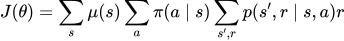 J(θ) = ∑_s μ(s) ∑_a π(a | s) ∑_{s′,r} p(s′, r | s, a)r